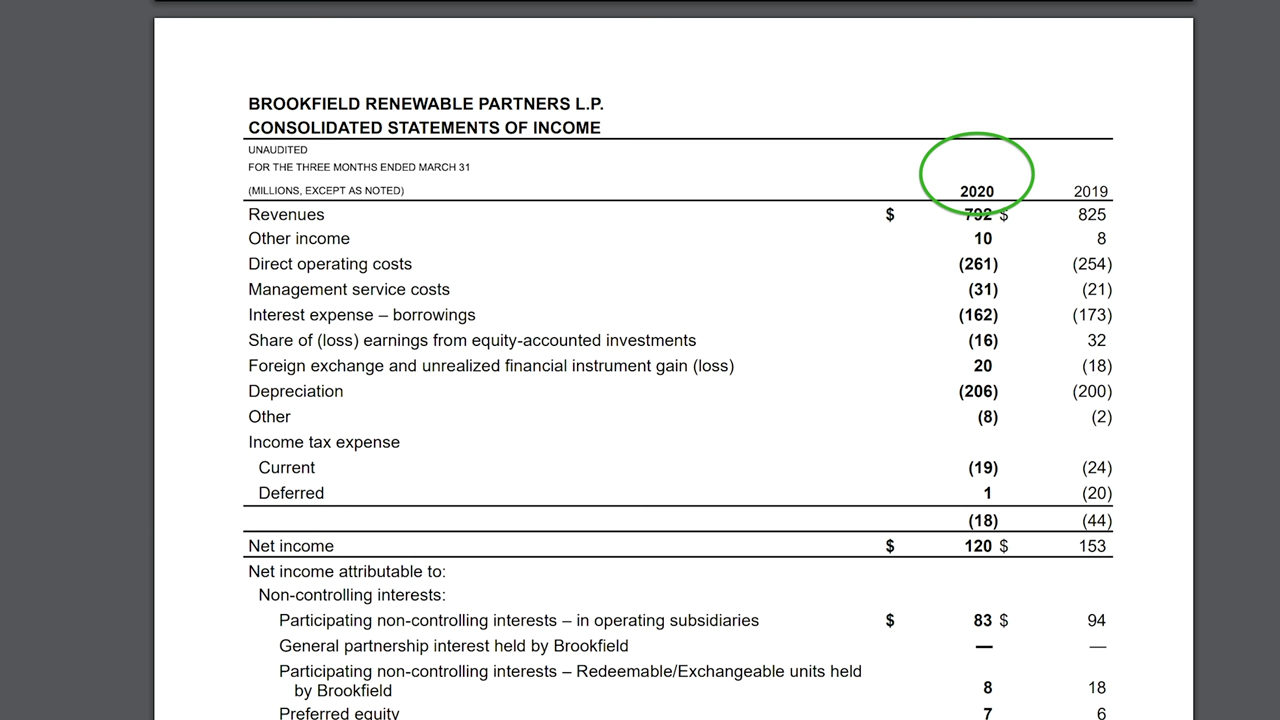 BROOKFIELD RENEWABLE PARTNERS L.P.
CONSOLIDATED STATEMENTS OF INCOME
UNAUDITED
FOR THE THREE MONTHS ENDED MARCH 31
(MILLIONS, EXCEPT AS NOTED) 2020 2019
Revenues $ 792 $ 825
Other income 10 8
Direct operating costs (261) (254)
Management service costs (31) (21)
Interest expense – borrowings (162) (173)
Share of (loss) earnings from equity-accounted investments (16) 32
Foreign exchange and unrealized financial instrument gain (loss) 20 (18)
Depreciation (206) (200)
Other (8) (2)
Income tax expense
Current (19) (24)
Deferred 1 (20)
(18) (44)
Net income $ 120 $ 153
Net income attributable to:
Non-controlling interests:
Participating non-controlling interests – in operating subsidiaries $ 83 $ 94
General partnership interest held by Brookfield — —
Participating non-controlling interests – Redeemable/Exchangeable units held
by Brookfield 8 18
Preferred equity 7 6